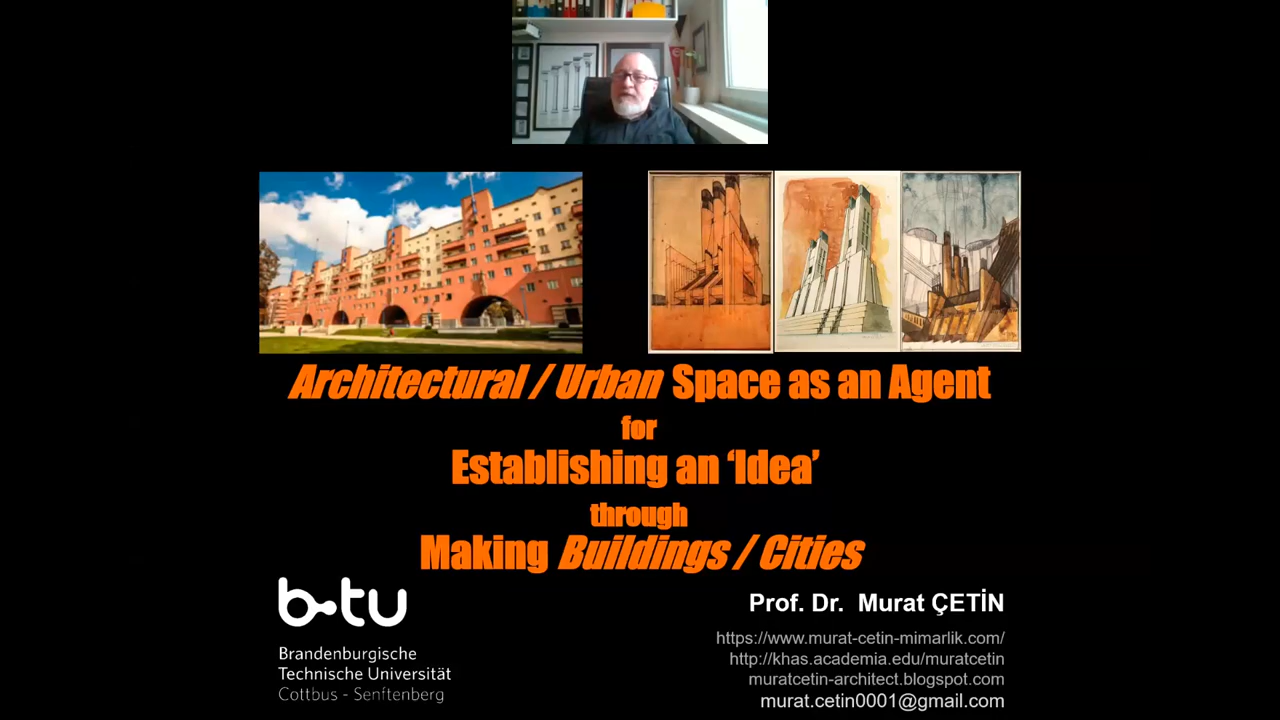 Architectural / Urban Space as an Agent
for
Establishing an ‘Idea’
through
Making Buildings / Cities
b-tu
Brandenburgische
Technische Universität
Cottbus - Senftenberg
Prof. Dr. Murat ÇETİN
https://www.murat-cetin-mimarlik.com/
http://khas.academia.edu/muratcetin
muratcetin-architect.blogspot.com
murat.cetin0001@gmail.com